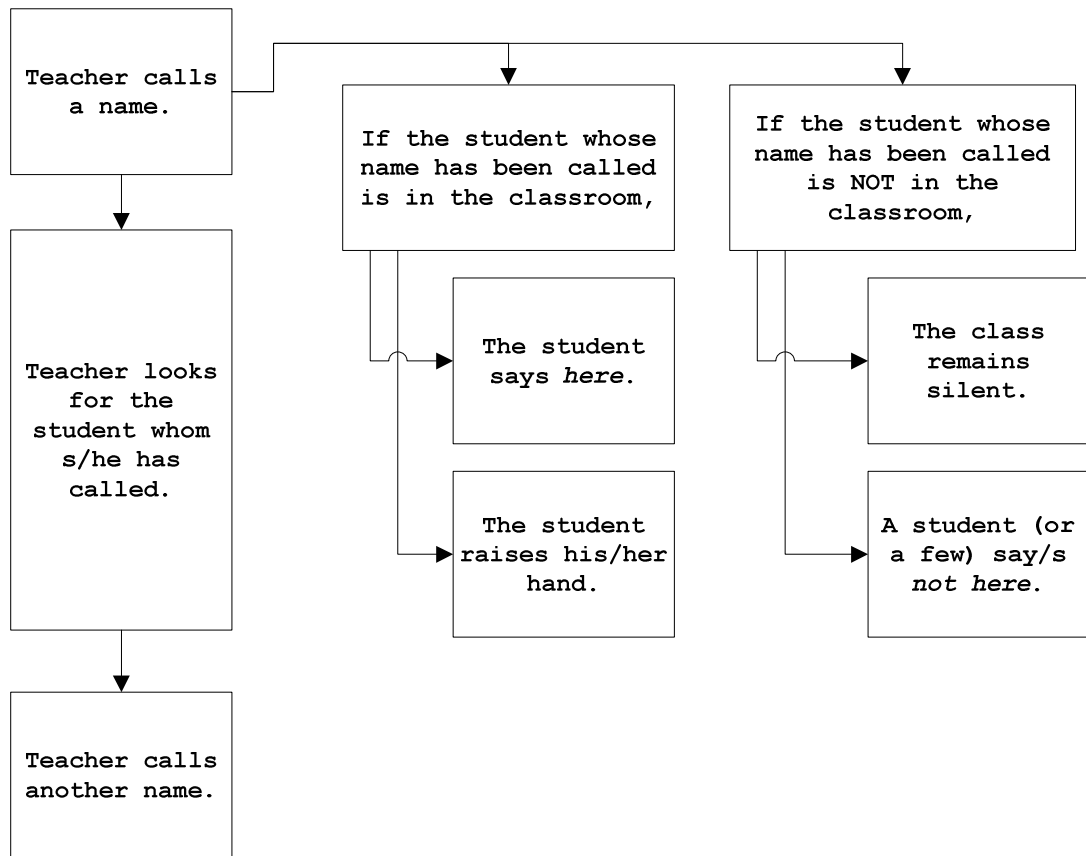 Teacher calls
a name.
If the student whose
name has been called
is in the classroom,
If the student whose
name has been called
is NOT in the
classroom,
Teacher looks
for the
student whom
s/he has
called.
The student
says here.
The class
remains
silent.
The student
raises his/her
hand.
A student (or
a few) say/s
not here.
Teacher calls
another name.